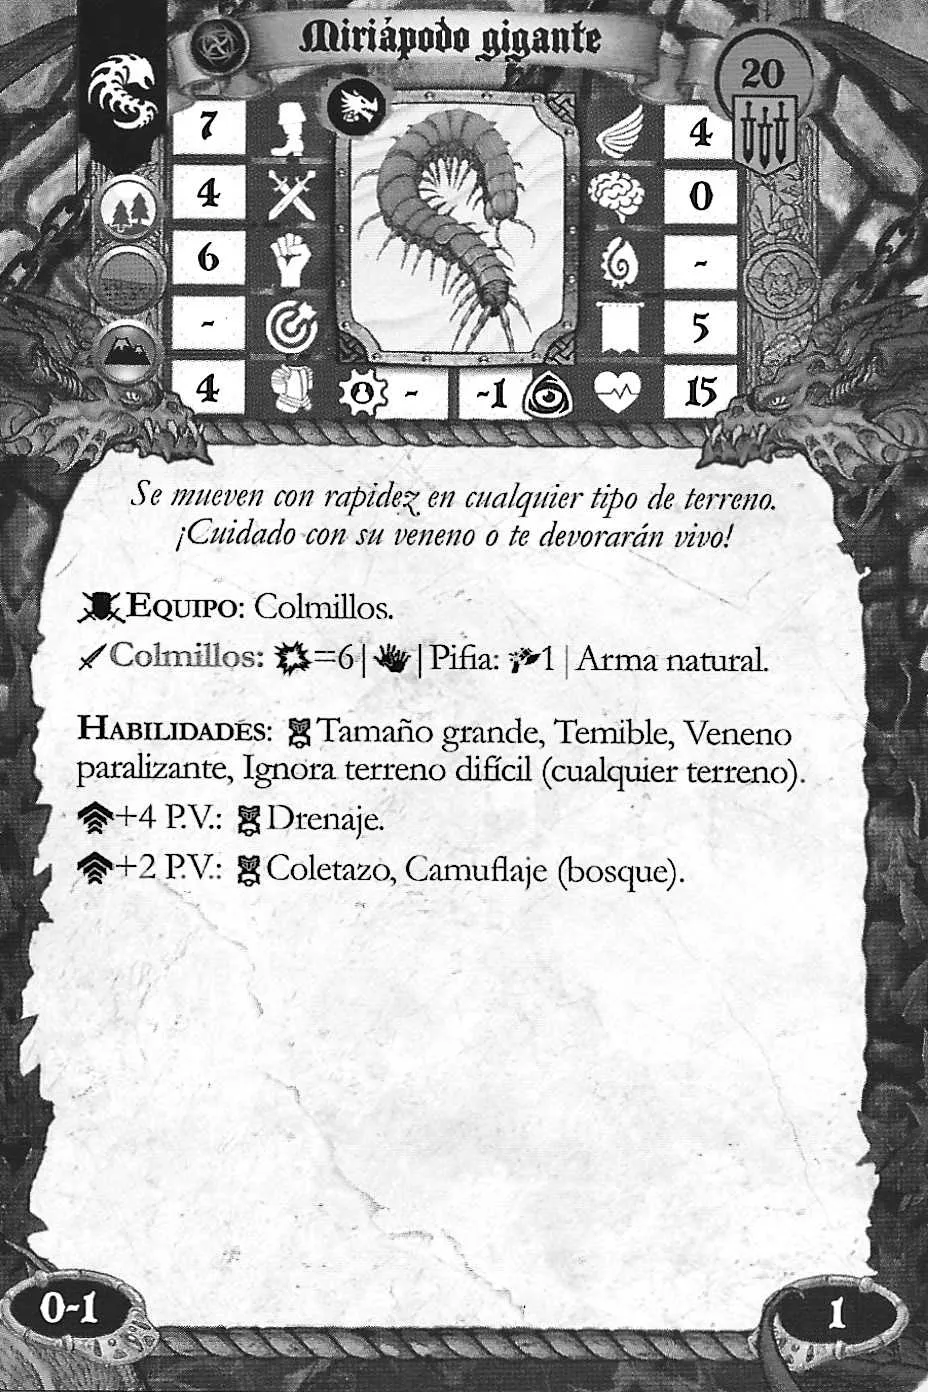 Miriápodo gigante
20
7
4
4
0
6
-
-
5
4
-
-1
15
Se mueven con rapidez en cualquier tipo de terreno.
¡Cuidado con su veneno o te devorarán vivo!
EQUIPO: Colmillos.
Colmillos: =6| | Pifia: 1 | Arma natural.
HABILIDADES: Tamaño grande, Temible, Veneno
paralizante, Ignora terreno difícil (cualquier terreno).
+4 P.V.: Drenaje.
+2 P.V.: Coletazo, Camuflaje (bosque).
0-1
1